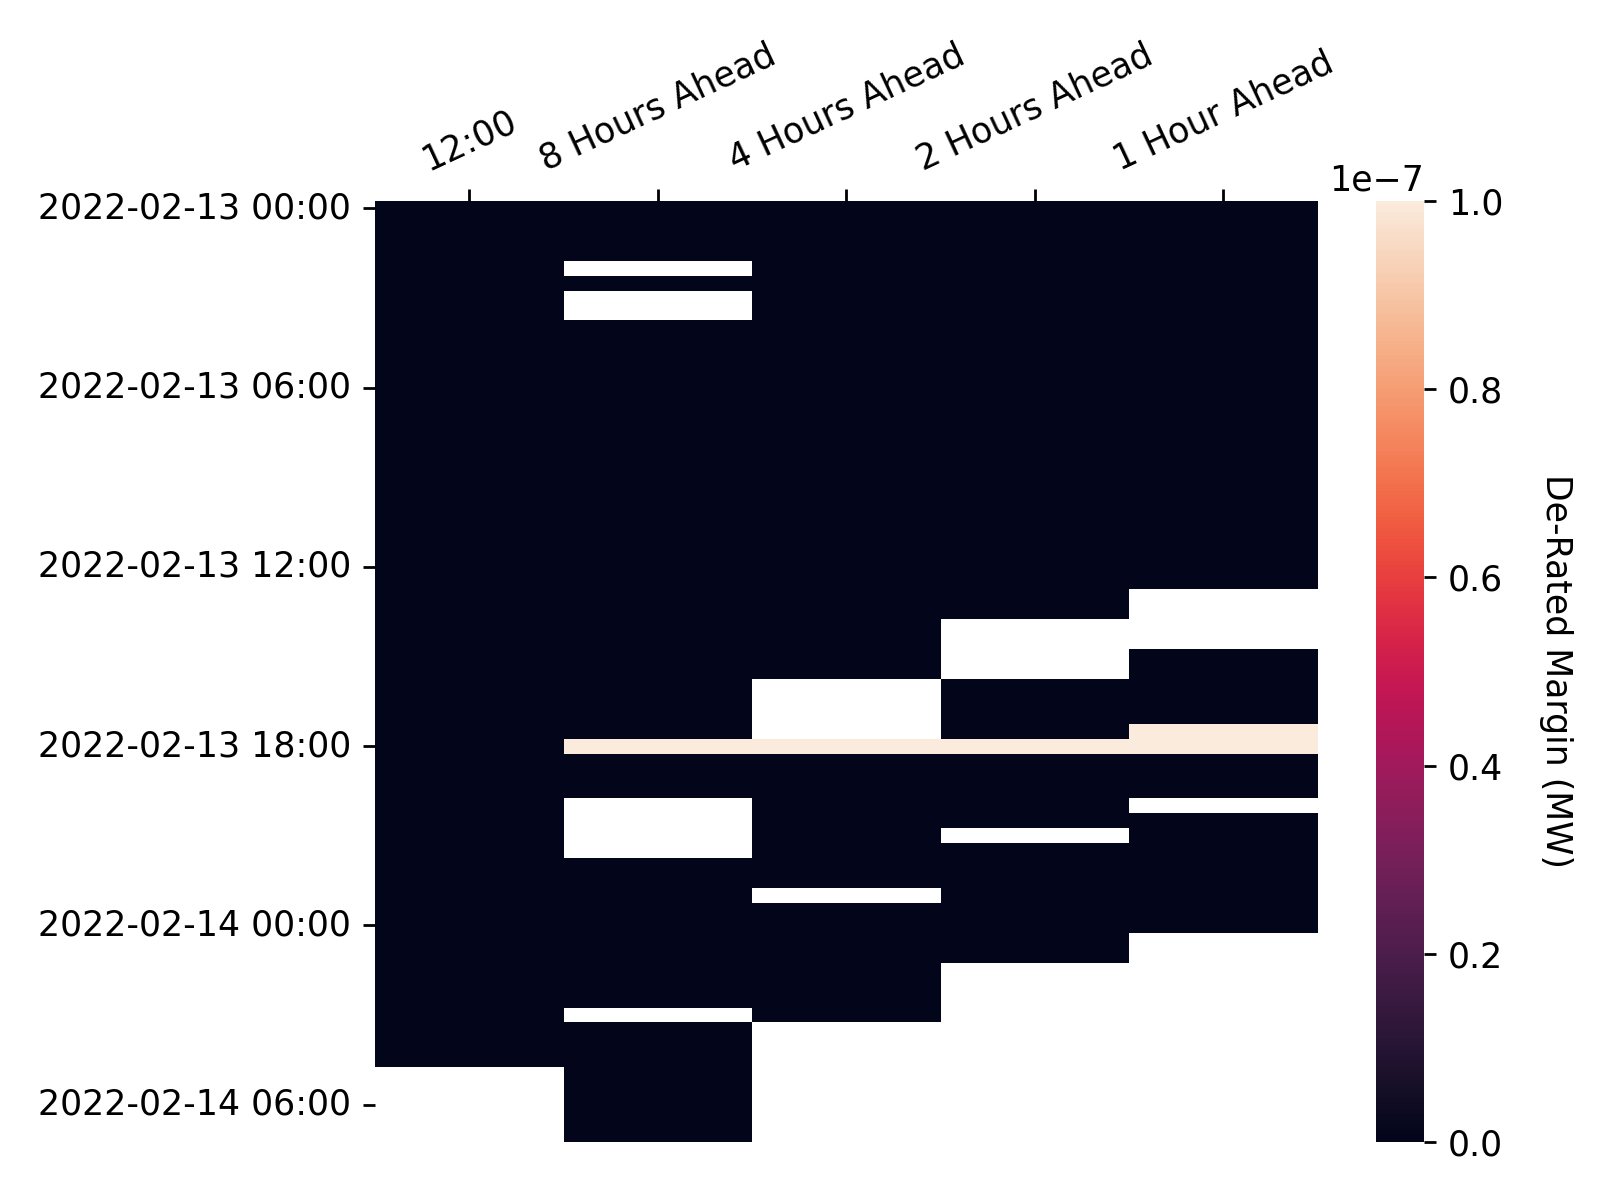 12:00
8 Hours Ahead
4 Hours Ahead
2 Hours Ahead
1 Hour Ahead
2022-02-13 00:00
2022-02-13 06:00
2022-02-13 12:00
2022-02-13 18:00
2022-02-14 00:00
2022-02-14 06:00
1e−7
1.0
0.8
0.6
0.4
0.2
0.0
De-Rated Margin (MW)